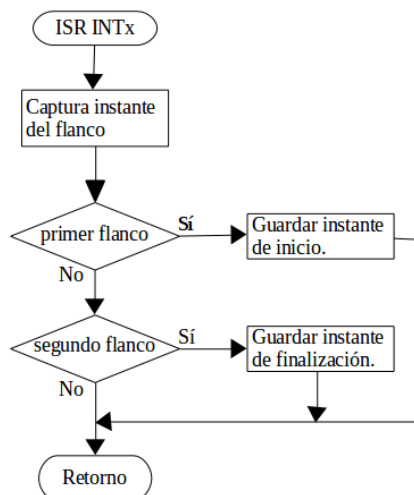 ISR INTx
Captura instante
del flanco
primer flanco
Sí
Guardar instante
de inicio.
No
segundo flanco
Sí
Guardar instante
de finalización.
No
Retorno